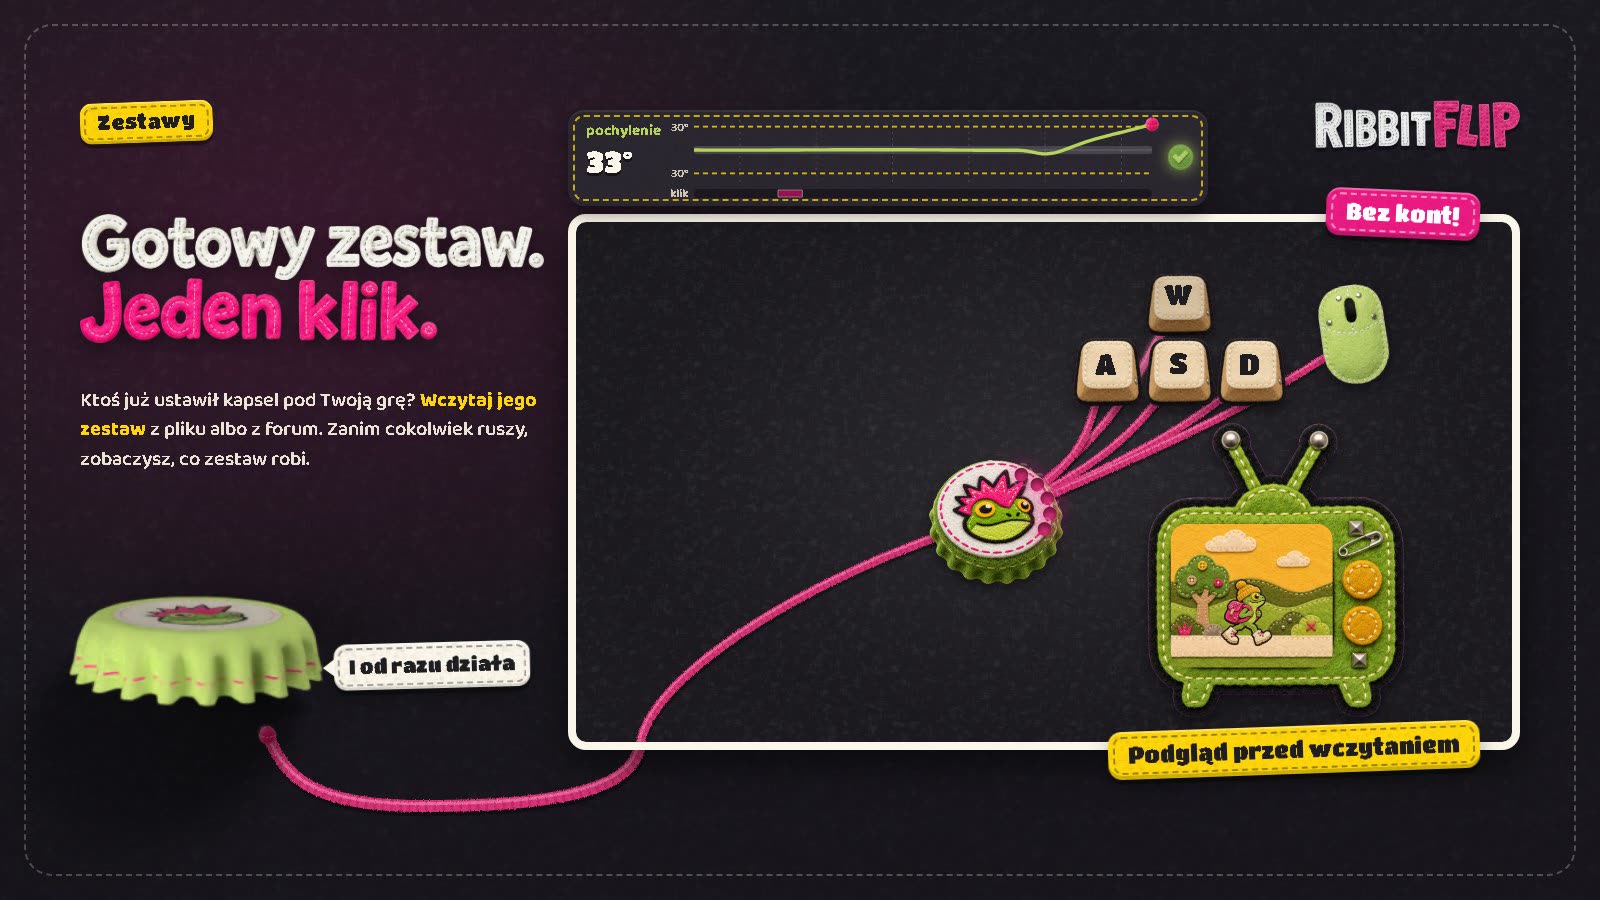 Zestawy
pochylenie
33°
30°
30°
klik
RIBBITFLIP
Bez kont!
Gotowy zestaw.
Jeden klik.
Ktoś już ustawił kapsel pod Twoją grę? Wczytaj jego
zestaw z pliku albo z forum. Zanim cokolwiek ruszy,
zobaczysz, co zestaw robi.
W
A S D
I od razu działa
Podgląd przed wczytaniem